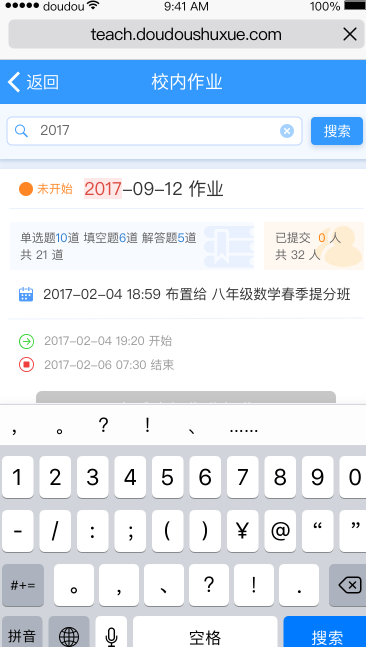 doudou 9:41 AM 100%
teach.doudoushuxue.com
返回 校内作业
2017 搜索
未开始 2017-09-12 作业
单选题10道 填空题6道 解答题5道
共 21 道
已提交 0 人
共 32 人
2017-02-04 18:59 布置给 八年级数学春季提分班
2017-02-04 19:20 开始
2017-02-06 07:30 结束
， 。 ？ ！ 、 ……
1 2 3 4 5 6 7 8 9 0
- / : ; ( ) ¥ @ “ ”
#+= 。 ， 、 ? ! .
拼音 空格 搜索